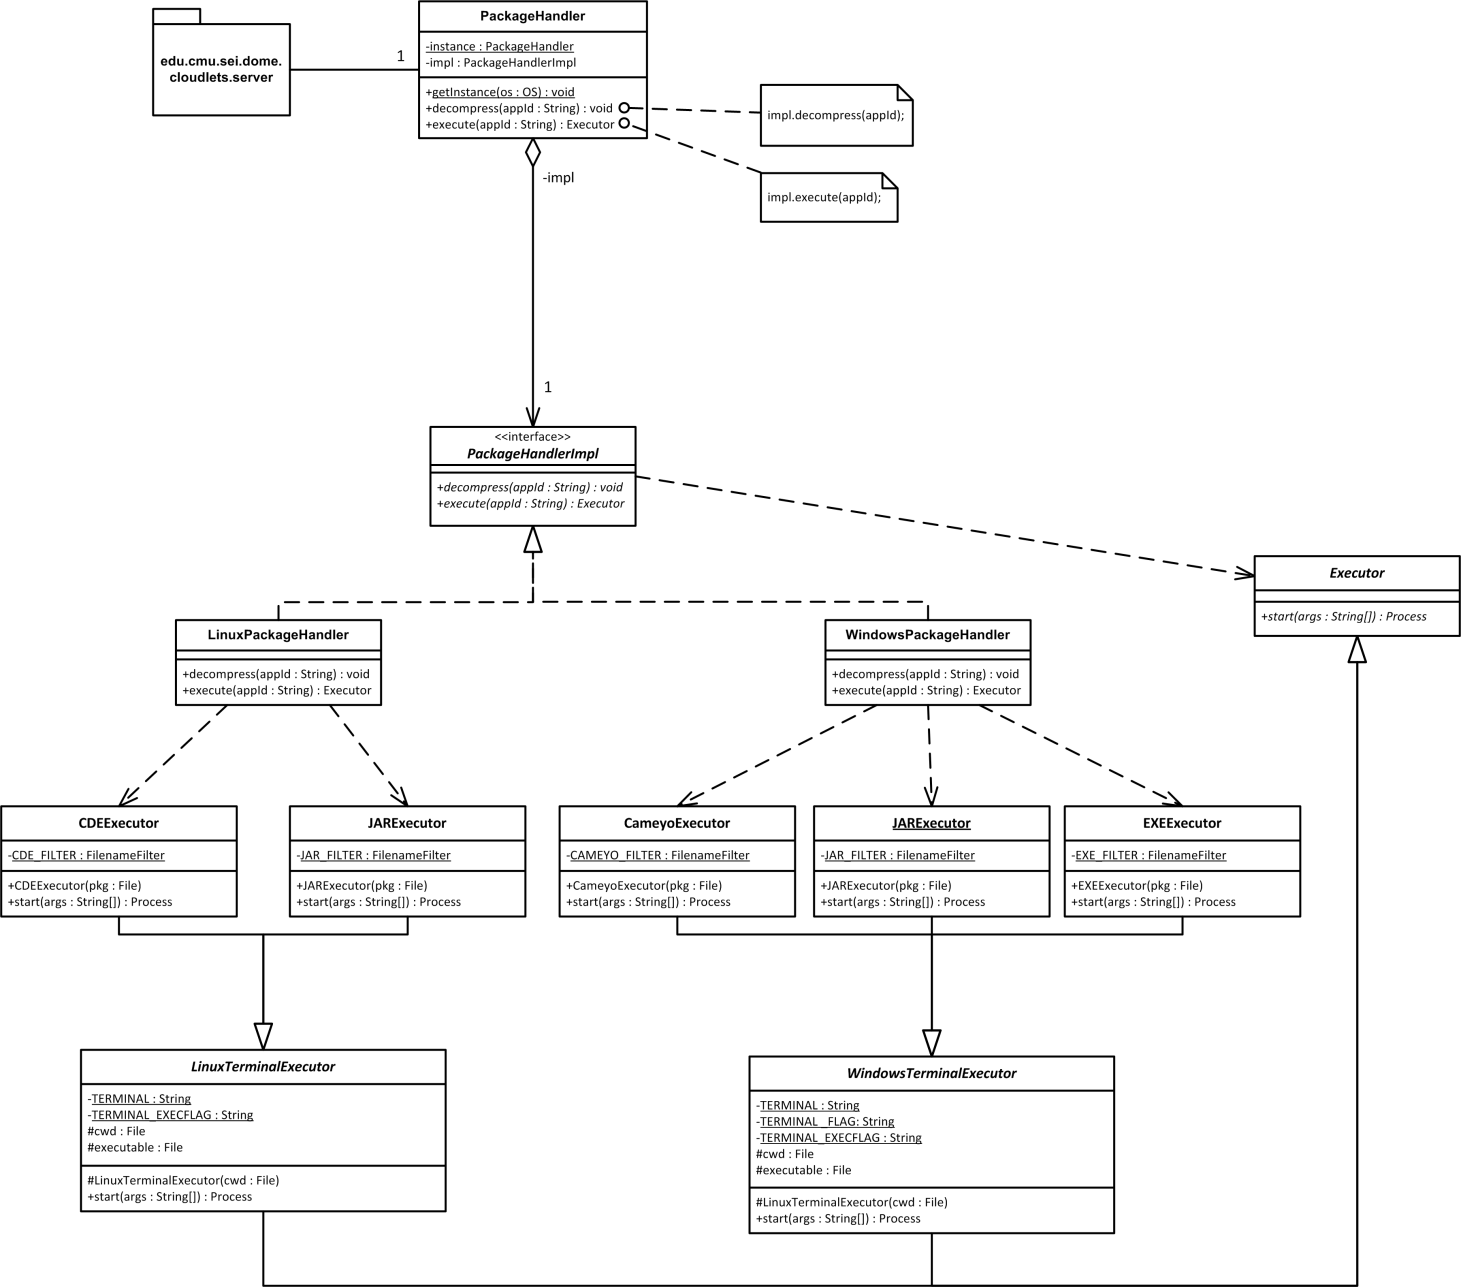 PackageHandler
-instance : PackageHandler
-impl : PackageHandlerImpl
+getInstance(os : OS) : void
+decompress(appId : String) : void
+execute(appId : String) : Executor
edu.cmu.sei.dome.
cloudlets.server
1
impl.decompress(appId);
impl.execute(appId);
-impl
1
<<interface>>
PackageHandlerImpl
+decompress(appId : String) : void
+execute(appId : String) : Executor
Executor
+start(args : String[]) : Process
LinuxPackageHandler
+decompress(appId : String) : void
+execute(appId : String) : Executor
WindowsPackageHandler
+decompress(appId : String) : void
+execute(appId : String) : Executor
CDEExecutor
-CDE_FILTER : FilenameFilter
+CDEExecutor(pkg : File)
+start(args : String[]) : Process
JARExecutor
-JAR_FILTER : FilenameFilter
+JARExecutor(pkg : File)
+start(args : String[]) : Process
CameyoExecutor
-CAMEYO_FILTER : FilenameFilter
+CameyoExecutor(pkg : File)
+start(args : String[]) : Process
JARExecutor
-JAR_FILTER : FilenameFilter
+JARExecutor(pkg : File)
+start(args : String[]) : Process
EXEExecutor
-EXE_FILTER : FilenameFilter
+EXEExecutor(pkg : File)
+start(args : String[]) : Process
LinuxTerminalExecutor
-TERMINAL : String
-TERMINAL_EXECFLAG : String
#cwd : File
#executable : File
#LinuxTerminalExecutor(cwd : File)
+start(args : String[]) : Process
WindowsTerminalExecutor
-TERMINAL : String
-TERMINAL _FLAG: String
-TERMINAL_EXECFLAG : String
#cwd : File
#executable : File
#LinuxTerminalExecutor(cwd : File)
+start(args : String[]) : Process